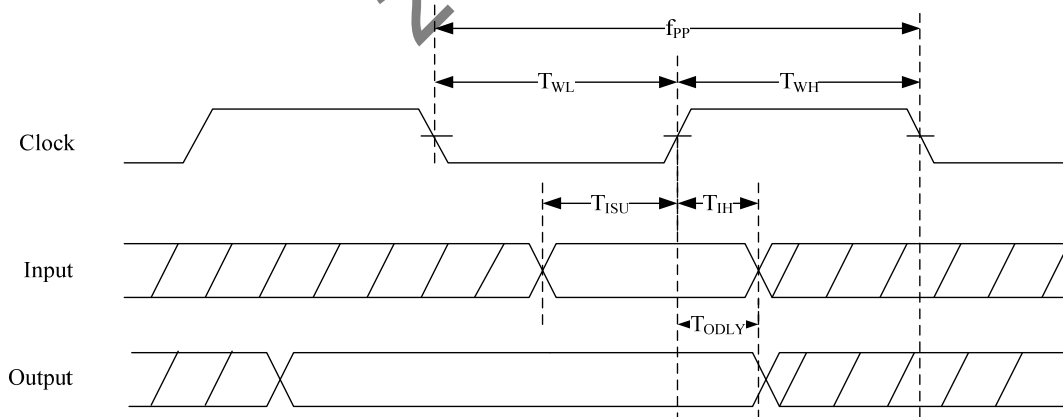 fPP
TWL TWH
Clock
TISU TIH
Input
TODLY
Output